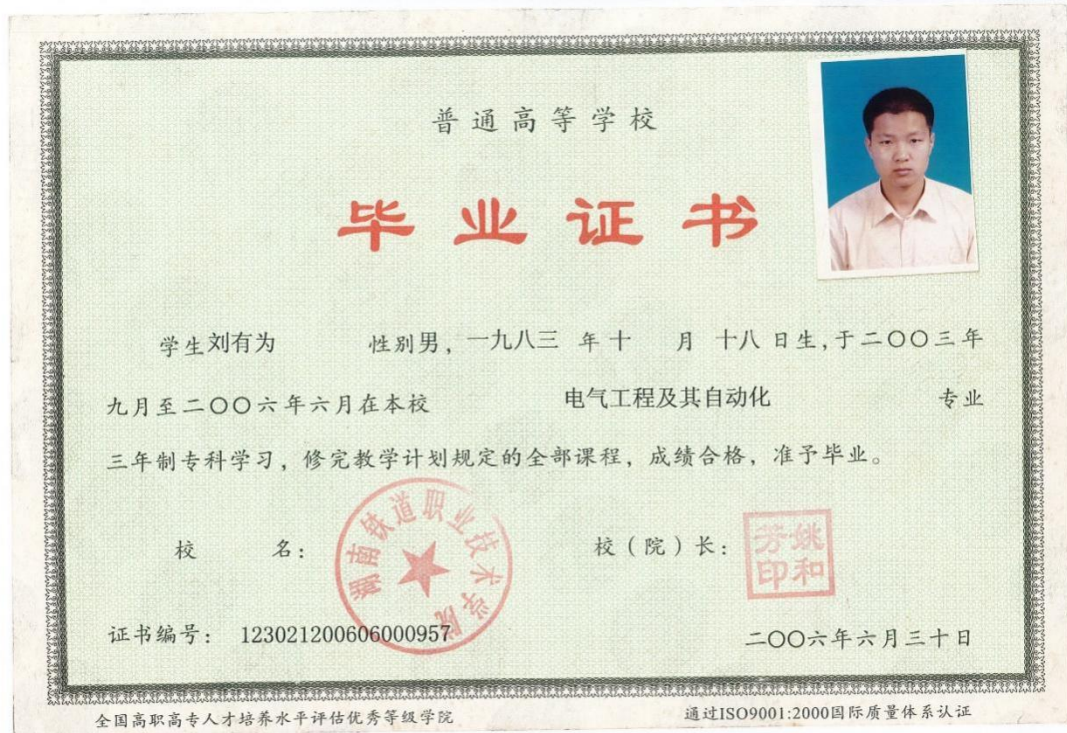 普通高等学校
毕业证书
学生刘有为 性别男，一九八三 年十 月 十八 日生，于二〇〇三年
九月至二〇〇六年六月在本校 电气工程及其自动化 专业
三年制专科学习，修完教学计划规定的全部课程，成绩合格，准予毕业。
校 名：
湖南铁道职业技术学院
校（院）长：
姚和芳印
证书编号： 123021200606000957
二〇〇六年六月三十日
全国高职高专人才培养水平评估优秀等级学院
通过ISO9001:2000国际质量体系认证